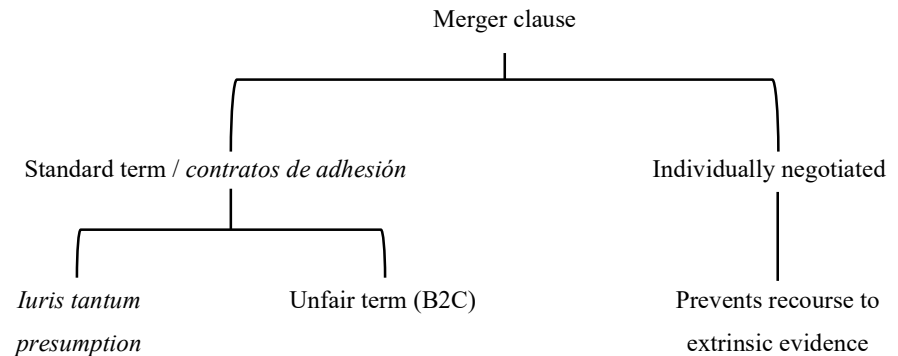 Merger clause
Standard term / contratos de adhesión
Individually negotiated
Iuris tantum
presumption
Unfair term (B2C)
Prevents recourse to
extrinsic evidence